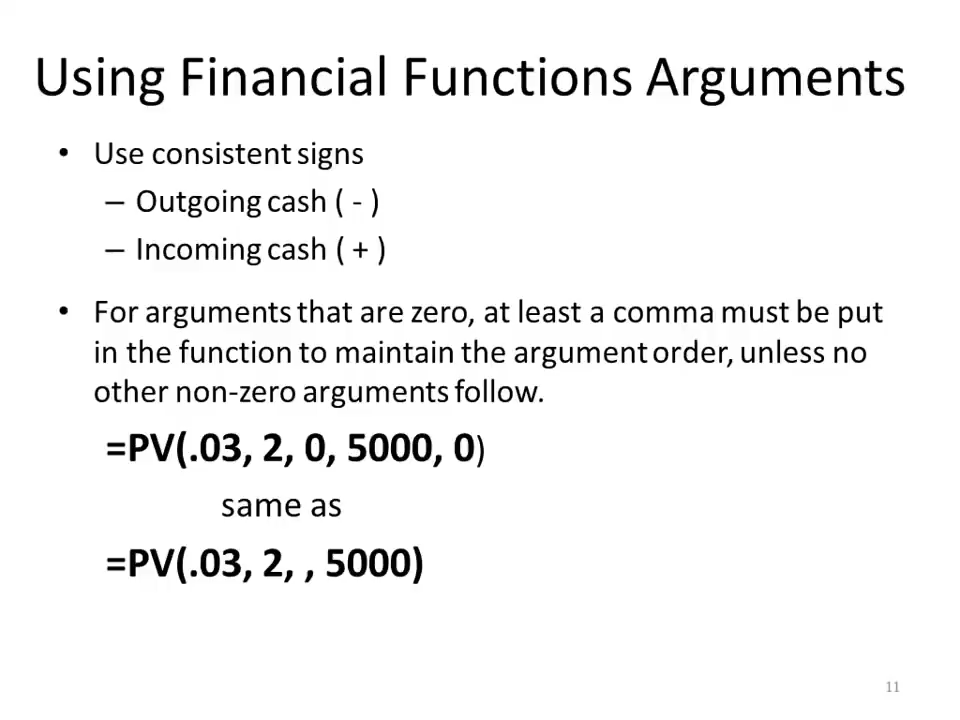 Using Financial Functions Arguments
• Use consistent signs
– Outgoing cash ( - )
– Incoming cash ( + )
• For arguments that are zero, at least a comma must be put
in the function to maintain the argument order, unless no
other non-zero arguments follow.
=PV(.03, 2, 0, 5000, 0)
same as
=PV(.03, 2, , 5000)
11